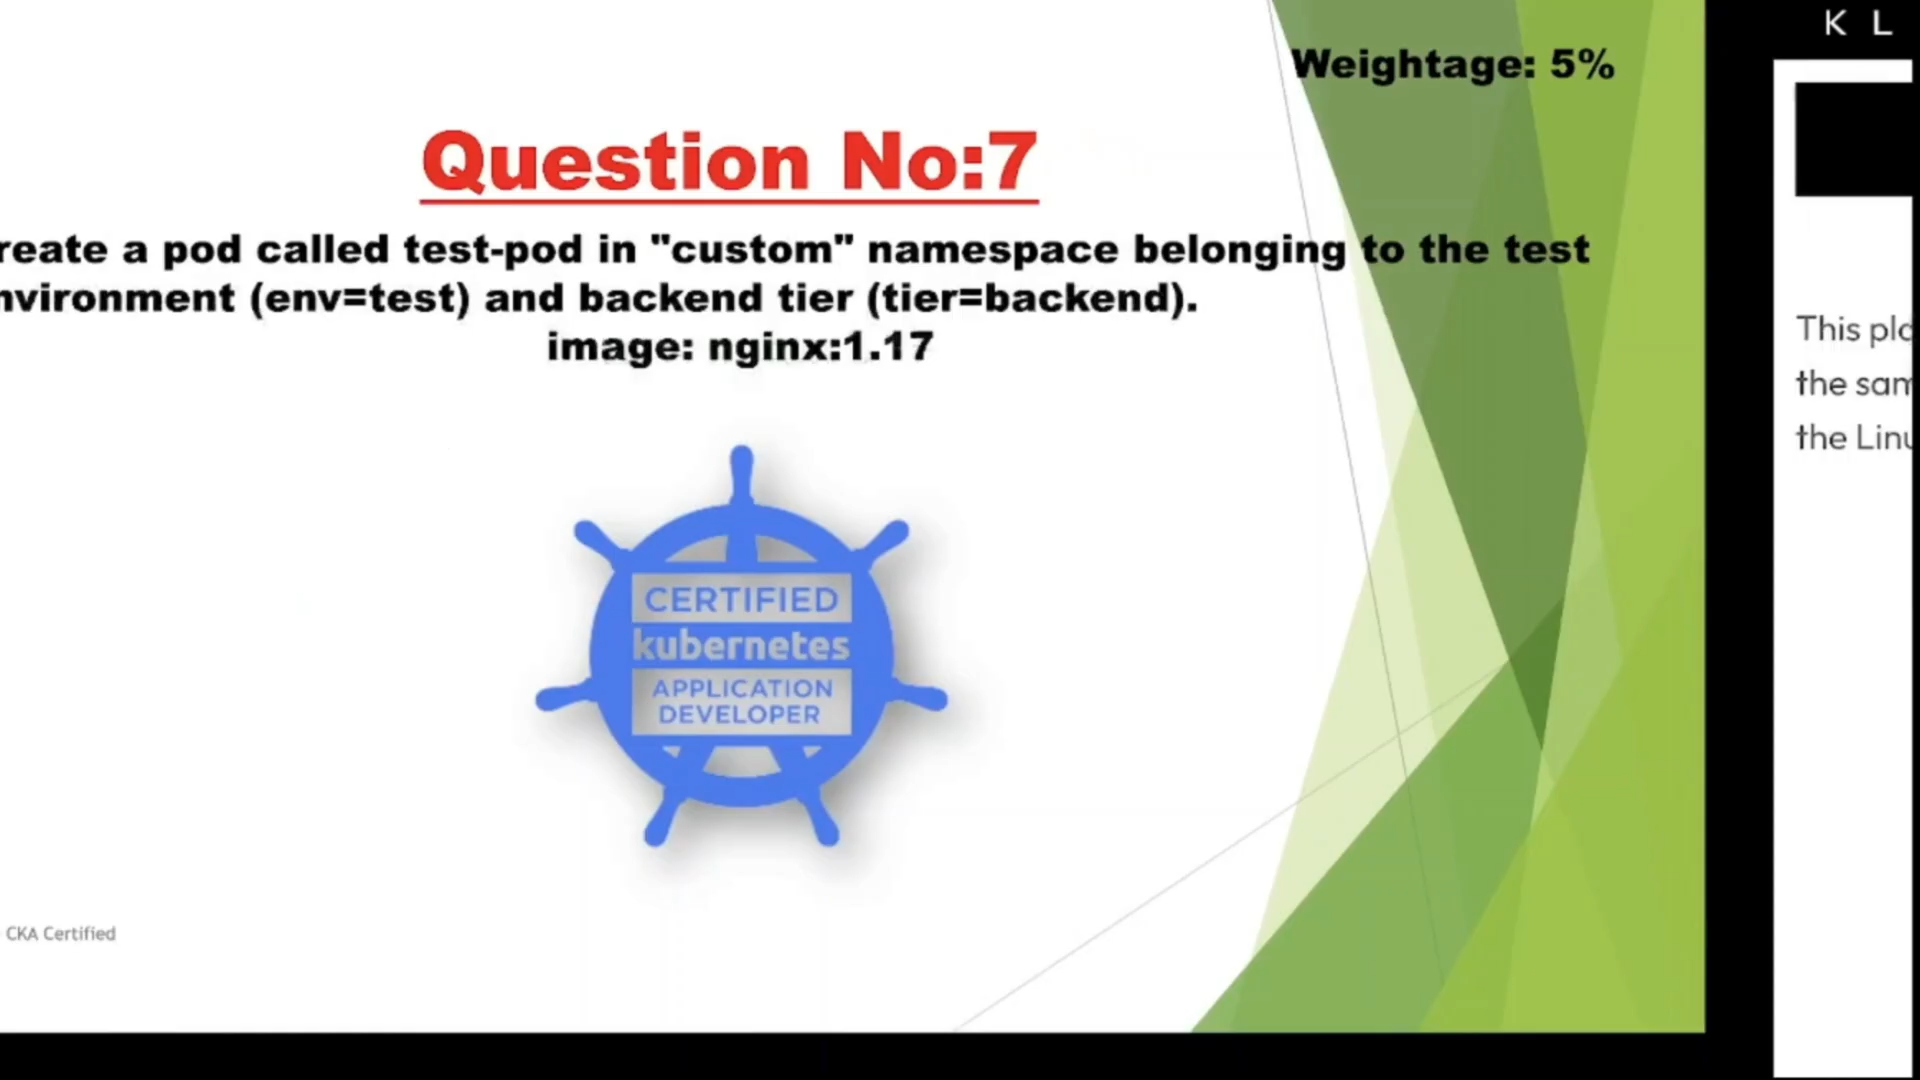 K L
Weightage: 5%
Question No:7
reate a pod called test-pod in "custom" namespace belonging to the test
nvironment (env=test) and backend tier (tier=backend).
image: nginx:1.17
CERTIFIED
kubernetes
APPLICATION
DEVELOPER
CKA Certified
This pla
the sam
the Linu